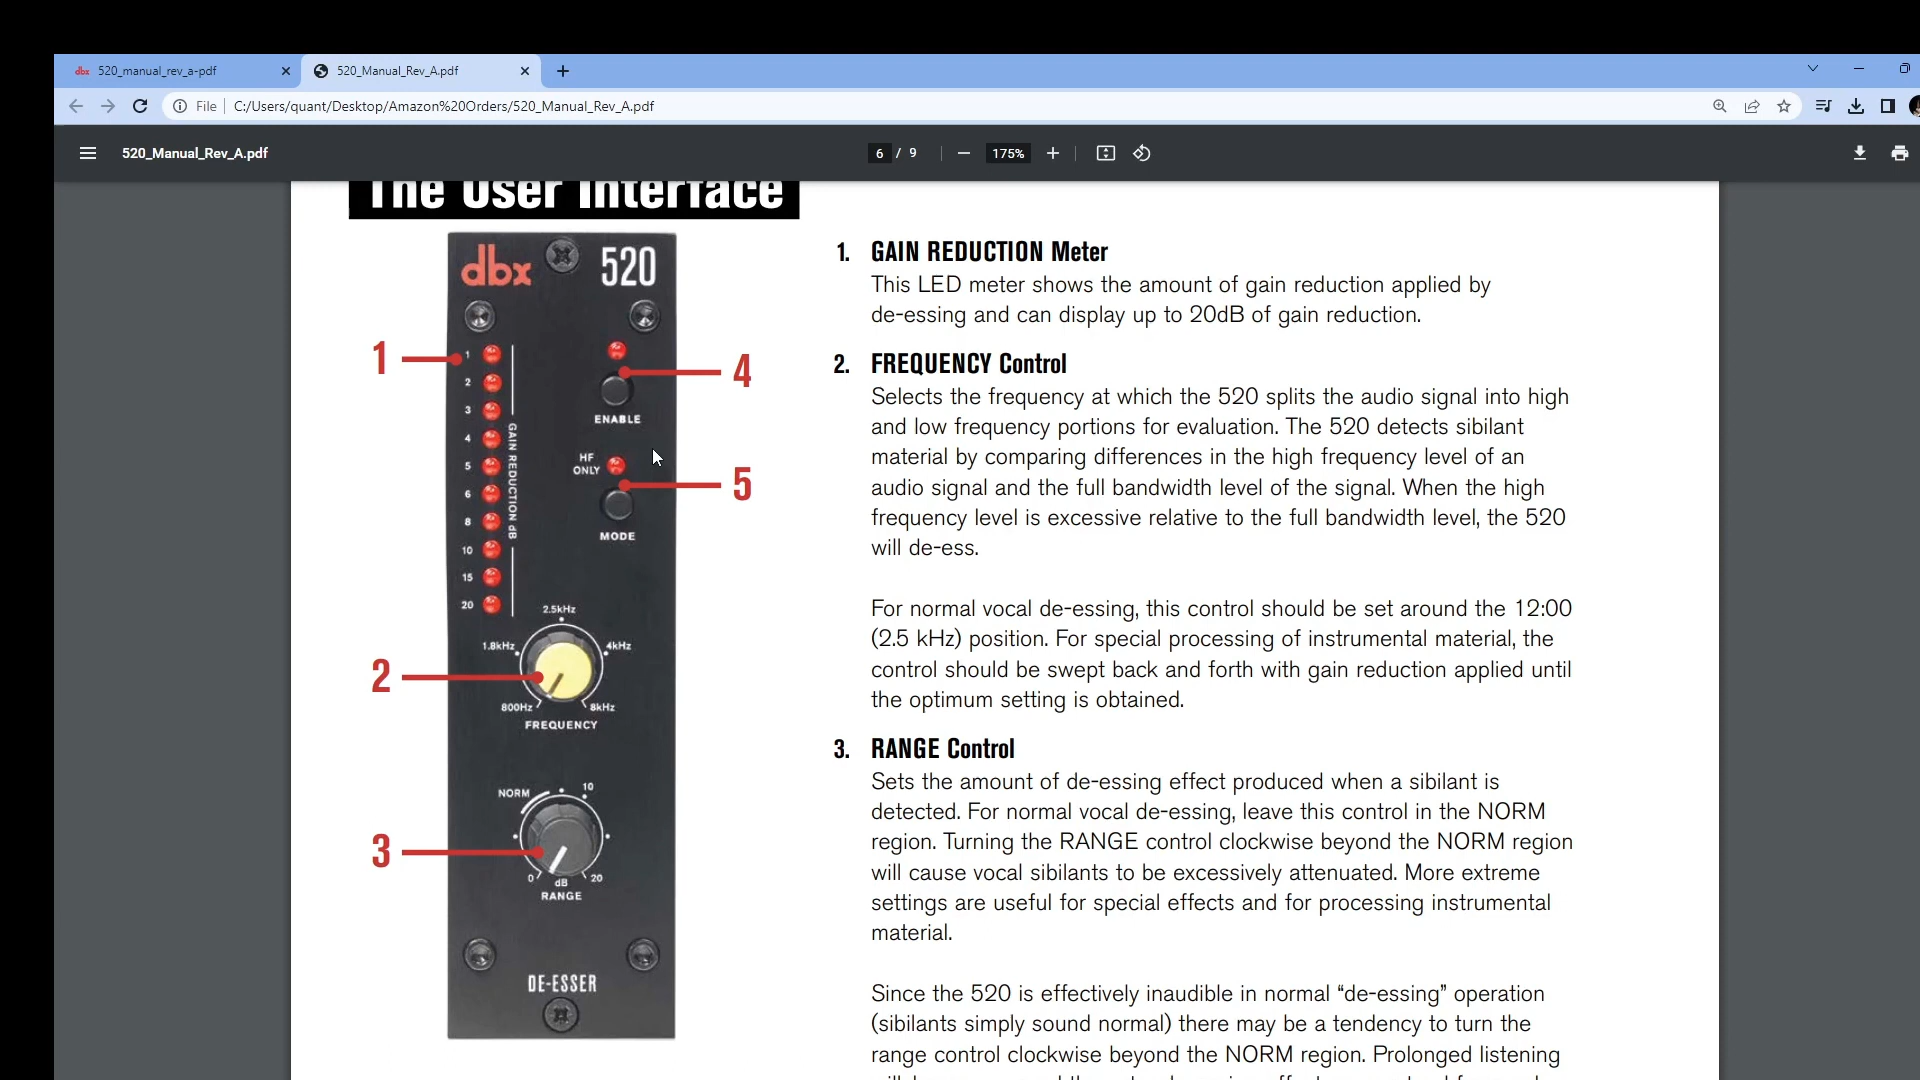 dbx 520_manual_rev_a-pdf
520_Manual_Rev_A.pdf
File
C:/Users/quant/Desktop/Amazon%20Orders/520_Manual_Rev_A.pdf
520_Manual_Rev_A.pdf
6 / 9
175%
The User Interface
dbx 520
1
1
2
3
4
5
6
8
10
15
20
GAIN REDUCTION dB
4
ENABLE
HF
ONLY
5
MODE
2.5kHz
1.8kHz
4kHz
2
800Hz
8kHz
FREQUENCY
NORM
10
3
0
dB
20
RANGE
DE-ESSER
1. GAIN REDUCTION Meter
This LED meter shows the amount of gain reduction applied by
de-essing and can display up to 20dB of gain reduction.
2. FREQUENCY Control
Selects the frequency at which the 520 splits the audio signal into high
and low frequency portions for evaluation. The 520 detects sibilant
material by comparing differences in the high frequency level of an
audio signal and the full bandwidth level of the signal. When the high
frequency level is excessive relative to the full bandwidth level, the 520
will de-ess.
For normal vocal de-essing, this control should be set around the 12:00
(2.5 kHz) position. For special processing of instrumental material, the
control should be swept back and forth with gain reduction applied until
the optimum setting is obtained.
3. RANGE Control
Sets the amount of de-essing effect produced when a sibilant is
detected. For normal vocal de-essing, leave this control in the NORM
region. Turning the RANGE control clockwise beyond the NORM region
will cause vocal sibilants to be excessively attenuated. More extreme
settings are useful for special effects and for processing instrumental
material.
Since the 520 is effectively inaudible in normal “de-essing” operation
(sibilants simply sound normal) there may be a tendency to turn the
range control clockwise beyond the NORM region. Prolonged listening